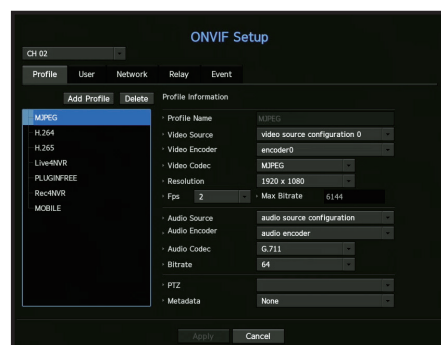 ONVIF Setup
CH 02
Profile User Network Relay Event
Add Profile Delete
MJPEG
H.264
H.265
Live4NVR
PLUGINFREE
Rec4NVR
MOBILE
Profile Information
Profile Name MJPEG
Video Source video source configuration 0
Video Encoder encoder0
Video Codec MJPEG
Resolution 1920 x 1080
Fps 2 Max Bitrate 6144
Audio Source audio source configuration
Audio Encoder audio encoder
Audio Codec G.711
Bitrate 64
PTZ
Metadata None
Apply Cancel